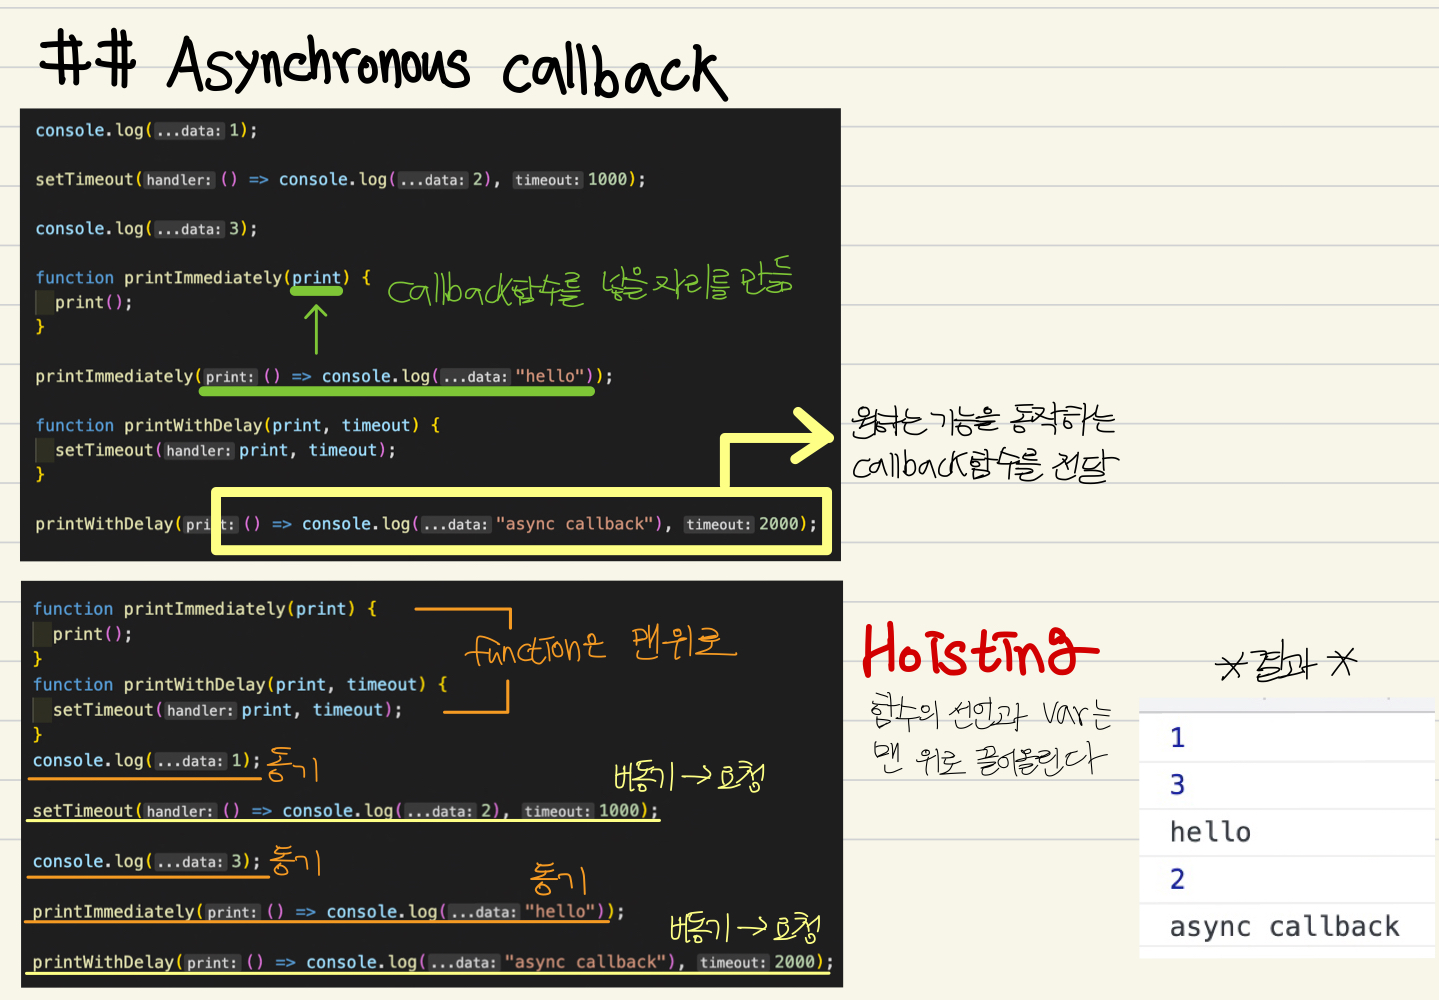 ## Asynchronous callback
console.log(...data: 1);
setTimeout(handler: () => console.log(...data: 2), timeout: 1000);
console.log(...data: 3);
function printImmediately(print) {
callback함수를 넣을 자리를 만듦
print();
}
printImmediately(print: () => console.log(...data: "hello"));
function printWithDelay(print, timeout) {
setTimeout(handler: print, timeout);
}
printWithDelay(print: () => console.log(...data: "async callback"), timeout: 2000);
원하는 기능을 동작하는
callback함수를 전달
function printImmediately(print) {
print();
}
function은 맨 위로
function printWithDelay(print, timeout) {
setTimeout(handler: print, timeout);
}
console.log(...data: 1); 동기
비동기 → 요청
setTimeout(handler: () => console.log(...data: 2), timeout: 1000);
console.log(...data: 3); 동기
동기
printImmediately(print: () => console.log(...data: "hello"));
비동기 → 요청
printWithDelay(print: () => console.log(...data: "async callback"), timeout: 2000);
Hoisting
함수의 선언과 var는
맨 위로 끌어올린다
*결과*
1
3
hello
2
async callback